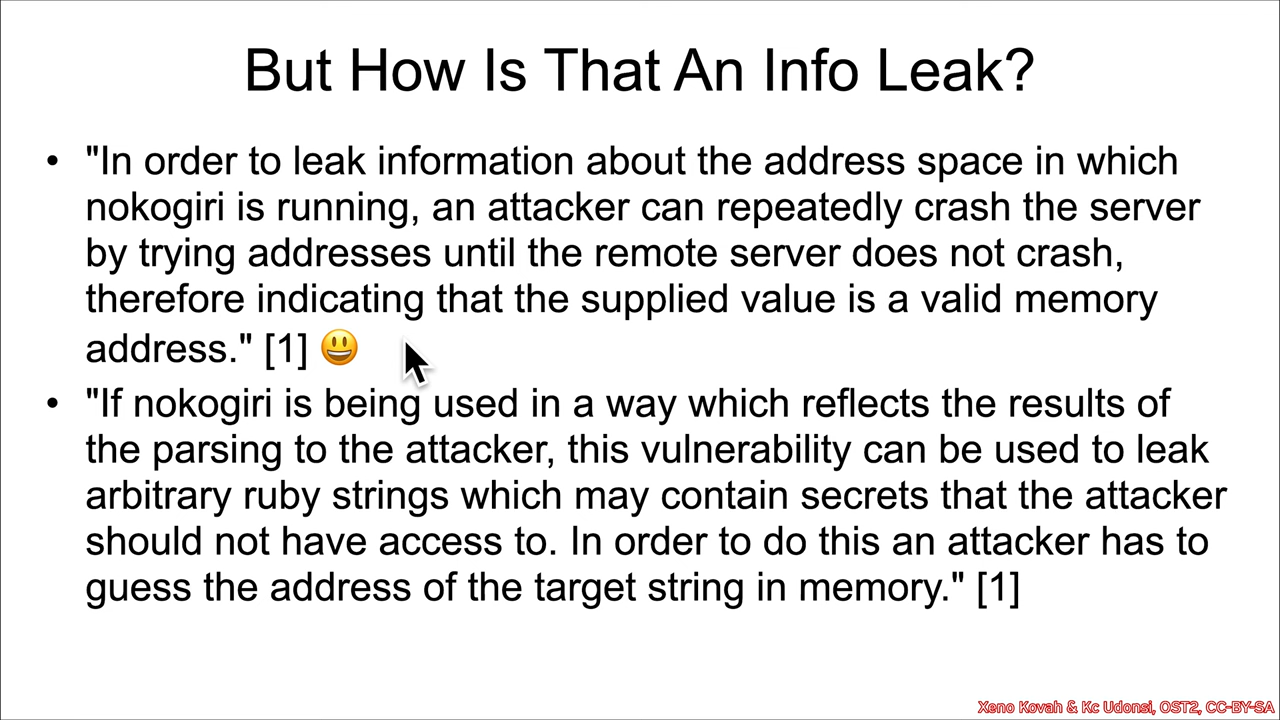 But How Is That An Info Leak?
• "In order to leak information about the address space in which
nokogiri is running, an attacker can repeatedly crash the server
by trying addresses until the remote server does not crash,
therefore indicating that the supplied value is a valid memory
address." [1] 😃
• "If nokogiri is being used in a way which reflects the results of
the parsing to the attacker, this vulnerability can be used to leak
arbitrary ruby strings which may contain secrets that the attacker
should not have access to. In order to do this an attacker has to
guess the address of the target string in memory." [1]
Xeno Kovah & Kc Udonsi, OST2, CC-BY-SA